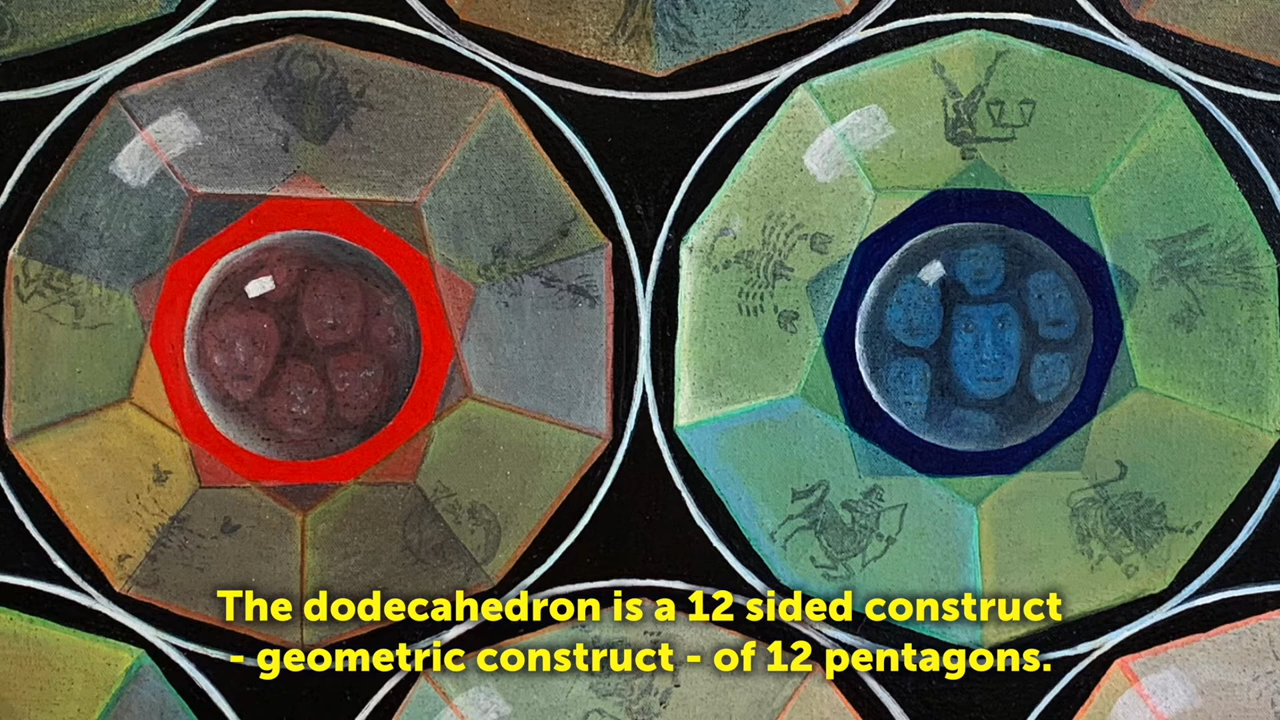 The dodecahedron is a 12 sided construct
- geometric construct - of 12 pentagons.